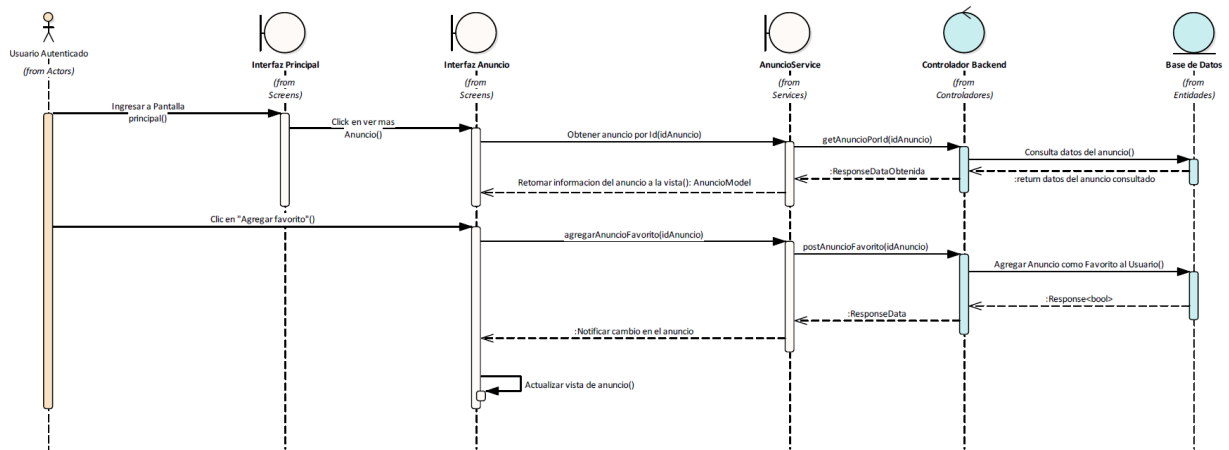 Usuario Autenticado
(from Actors)
Interfaz Principal
(from
Screens)
Interfaz Anuncio
(from
Screens)
AnuncioService
(from
Services)
Controlador Backend
(from
Controladores)
Base de Datos
(from
Entidades)
Ingresar a Pantalla
principal()
Click en ver mas
Anuncio()
Obtener anuncio por Id(idAnuncio)
getAnuncioPorId(idAnuncio)
Consulta datos del anuncio()
:return datos del anuncio consultado
:ResponseDataObtenida
Retornar informacion del anuncio a la vista(): AnuncioModel
Clic en "Agregar favorito"()
agregarAnuncioFavorito(idAnuncio)
postAnuncioFavorito(idAnuncio)
Agregar Anuncio como Favorito al Usuario()
:Response<bool>
:ResponseData
:Notificar cambio en el anuncio
Actualizar vista de anuncio()